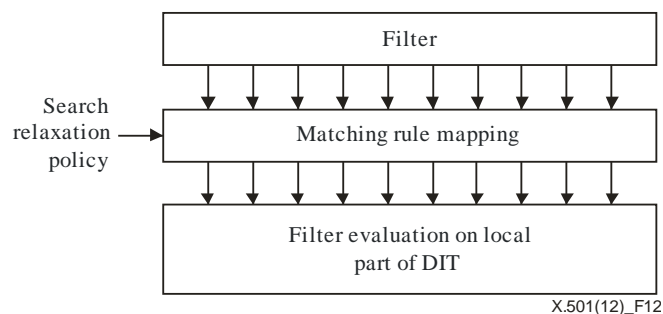 Filter
Search
relaxation
policy
Matching rule mapping
Filter evaluation on local
part of DIT
X.501(12)_F12